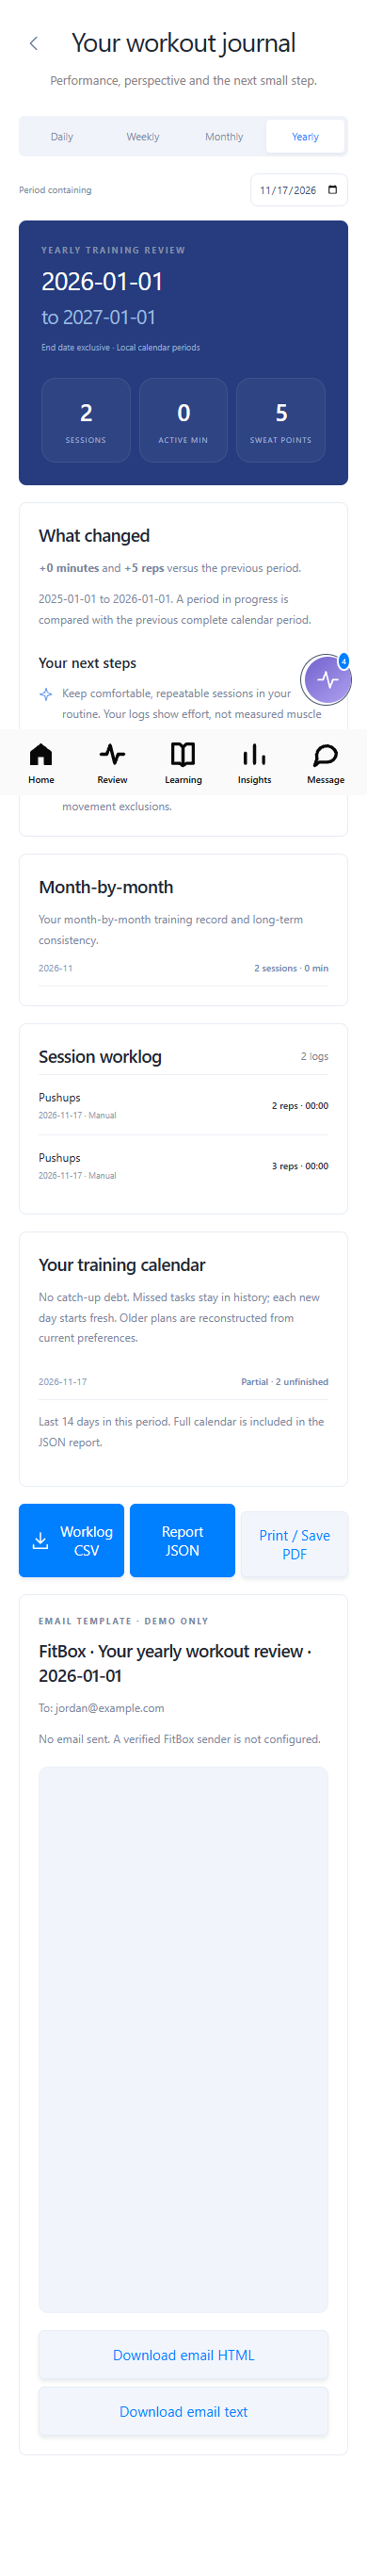 Your workout journal
Performance, perspective and the next small step.
Daily
Weekly
Monthly
Yearly
Period containing
11/17/2026
YEARLY TRAINING REVIEW
2026-01-01
to 2027-01-01
End date exclusive · Local calendar periods
2
SESSIONS
0
ACTIVE MIN
5
SWEAT POINTS
What changed
+0 minutes and +5 reps versus the previous period.
2025-01-01 to 2026-01-01. A period in progress is
compared with the previous complete calendar period.
Your next steps
4
Keep comfortable, repeatable sessions in your
routine. Your logs show effort, not measured muscle
Home
Review
Learning
Insights
Message
movement exclusions.
Month-by-month
Your month-by-month training record and long-term
consistency.
2026-11
2 sessions · 0 min
Session worklog
2 logs
Pushups
2026-11-17 · Manual
2 reps · 00:00
Pushups
2026-11-17 · Manual
3 reps · 00:00
Your training calendar
No catch-up debt. Missed tasks stay in history; each new
day starts fresh. Older plans are reconstructed from
current preferences.
2026-11-17
Partial · 2 unfinished
Last 14 days in this period. Full calendar is included in the
JSON report.
Worklog
CSV
Report
JSON
Print / Save
PDF
EMAIL TEMPLATE · DEMO ONLY
FitBox · Your yearly workout review ·
2026-01-01
To: jordan@example.com
No email sent. A verified FitBox sender is not configured.
Download email HTML
Download email text